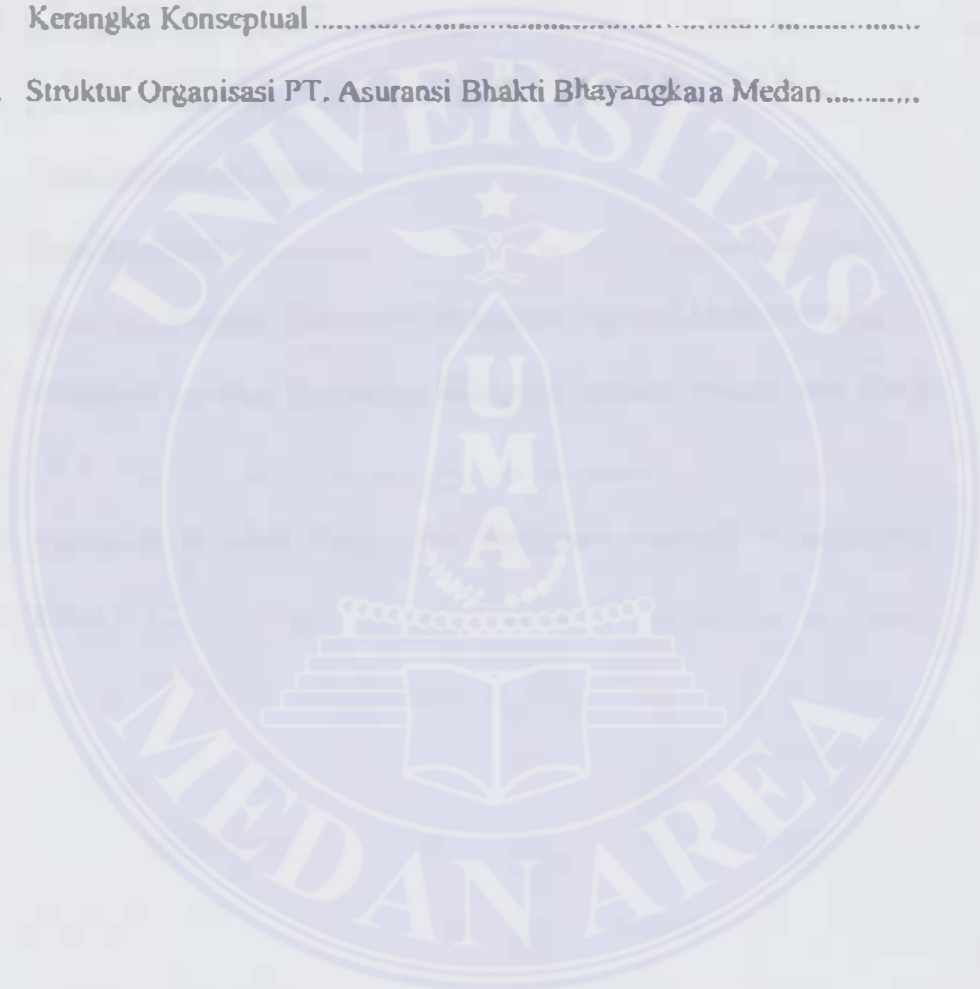 Kerangka Konseptual ....................................................................
. Struktur Organisasi PT. Asuransi Bhakti Bhayangkara Medan ...........
UNIVERSITAS
U
M
A
MEDAN AREA